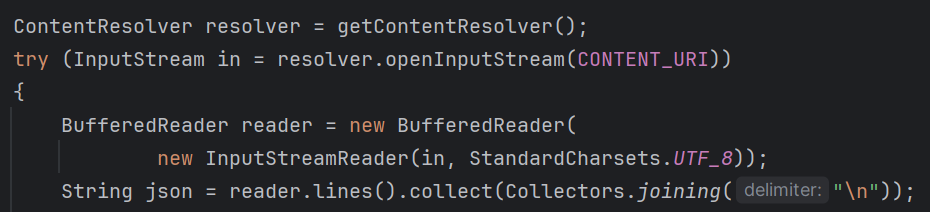 ContentResolver resolver = getContentResolver();
try (InputStream in = resolver.openInputStream(CONTENT_URI))
{
BufferedReader reader = new BufferedReader(
new InputStreamReader(in, StandardCharsets.UTF_8));
String json = reader.lines().collect(Collectors.joining( delimiter: "\n"));